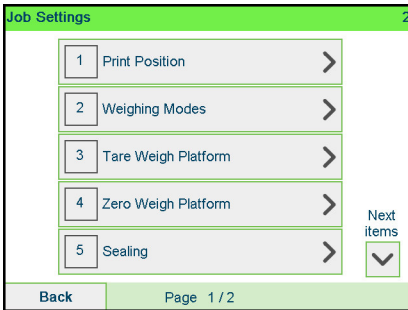 Job Settings 2
1 Print Position
2 Weighing Modes
3 Tare Weigh Platform
4 Zero Weigh Platform
5 Sealing
Next
items
Back Page 1 / 2